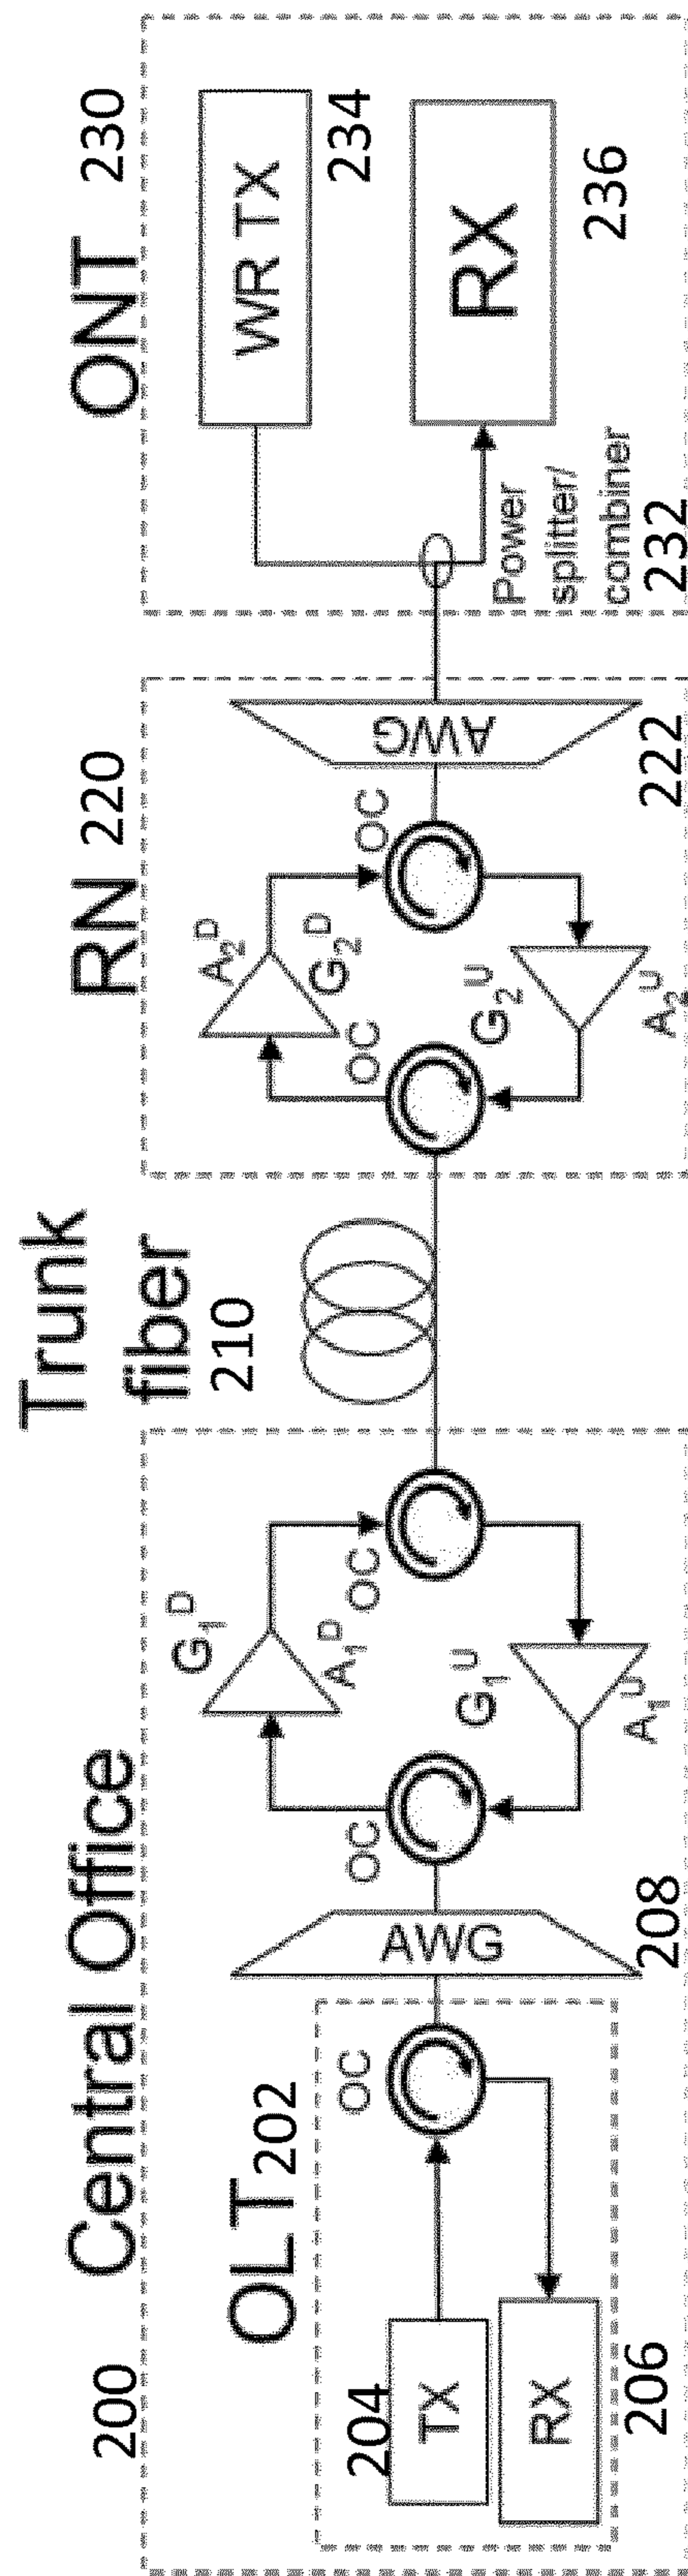 Central Office
200
OLT 202
204
TX
RX
206
OC
AWG
208
OC
G₁ᴰ
A₁ᴰ
OC
G₁ᵁ
A₁ᵁ
Trunk
fiber
210
RN 220
OC
A₂ᴰ
G₂ᴰ
OC
G₂ᵁ
A₂ᵁ
AWG
222
ONT
230
WR TX
234
RX
236
Power
splitter/
combiner
232